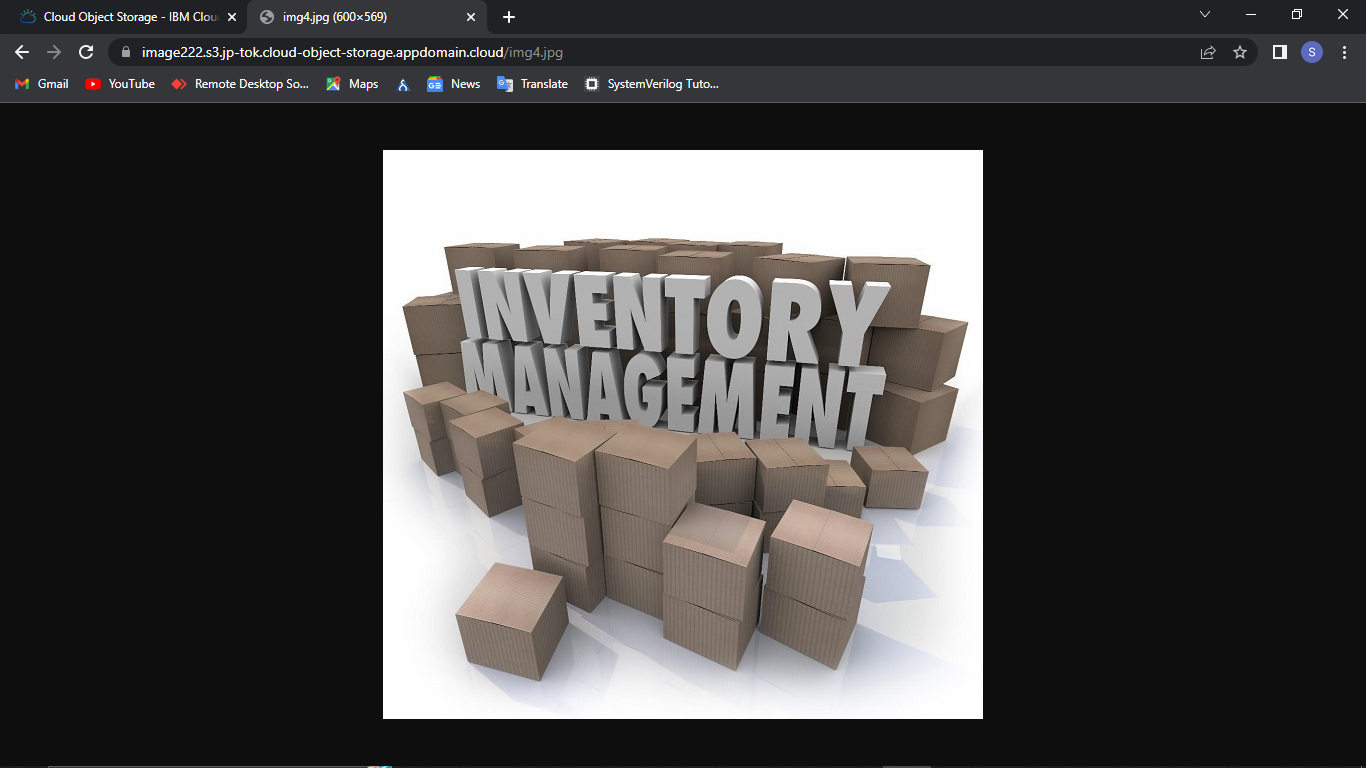 Cloud Object Storage - IBM Clou
img4.jpg (600×569)
image222.s3.jp-tok.cloud-object-storage.appdomain.cloud/img4.jpg
S
Gmail
YouTube
Remote Desktop So...
Maps
News
Translate
SystemVerilog Tuto...
INVENTORY
MANAGEMENT